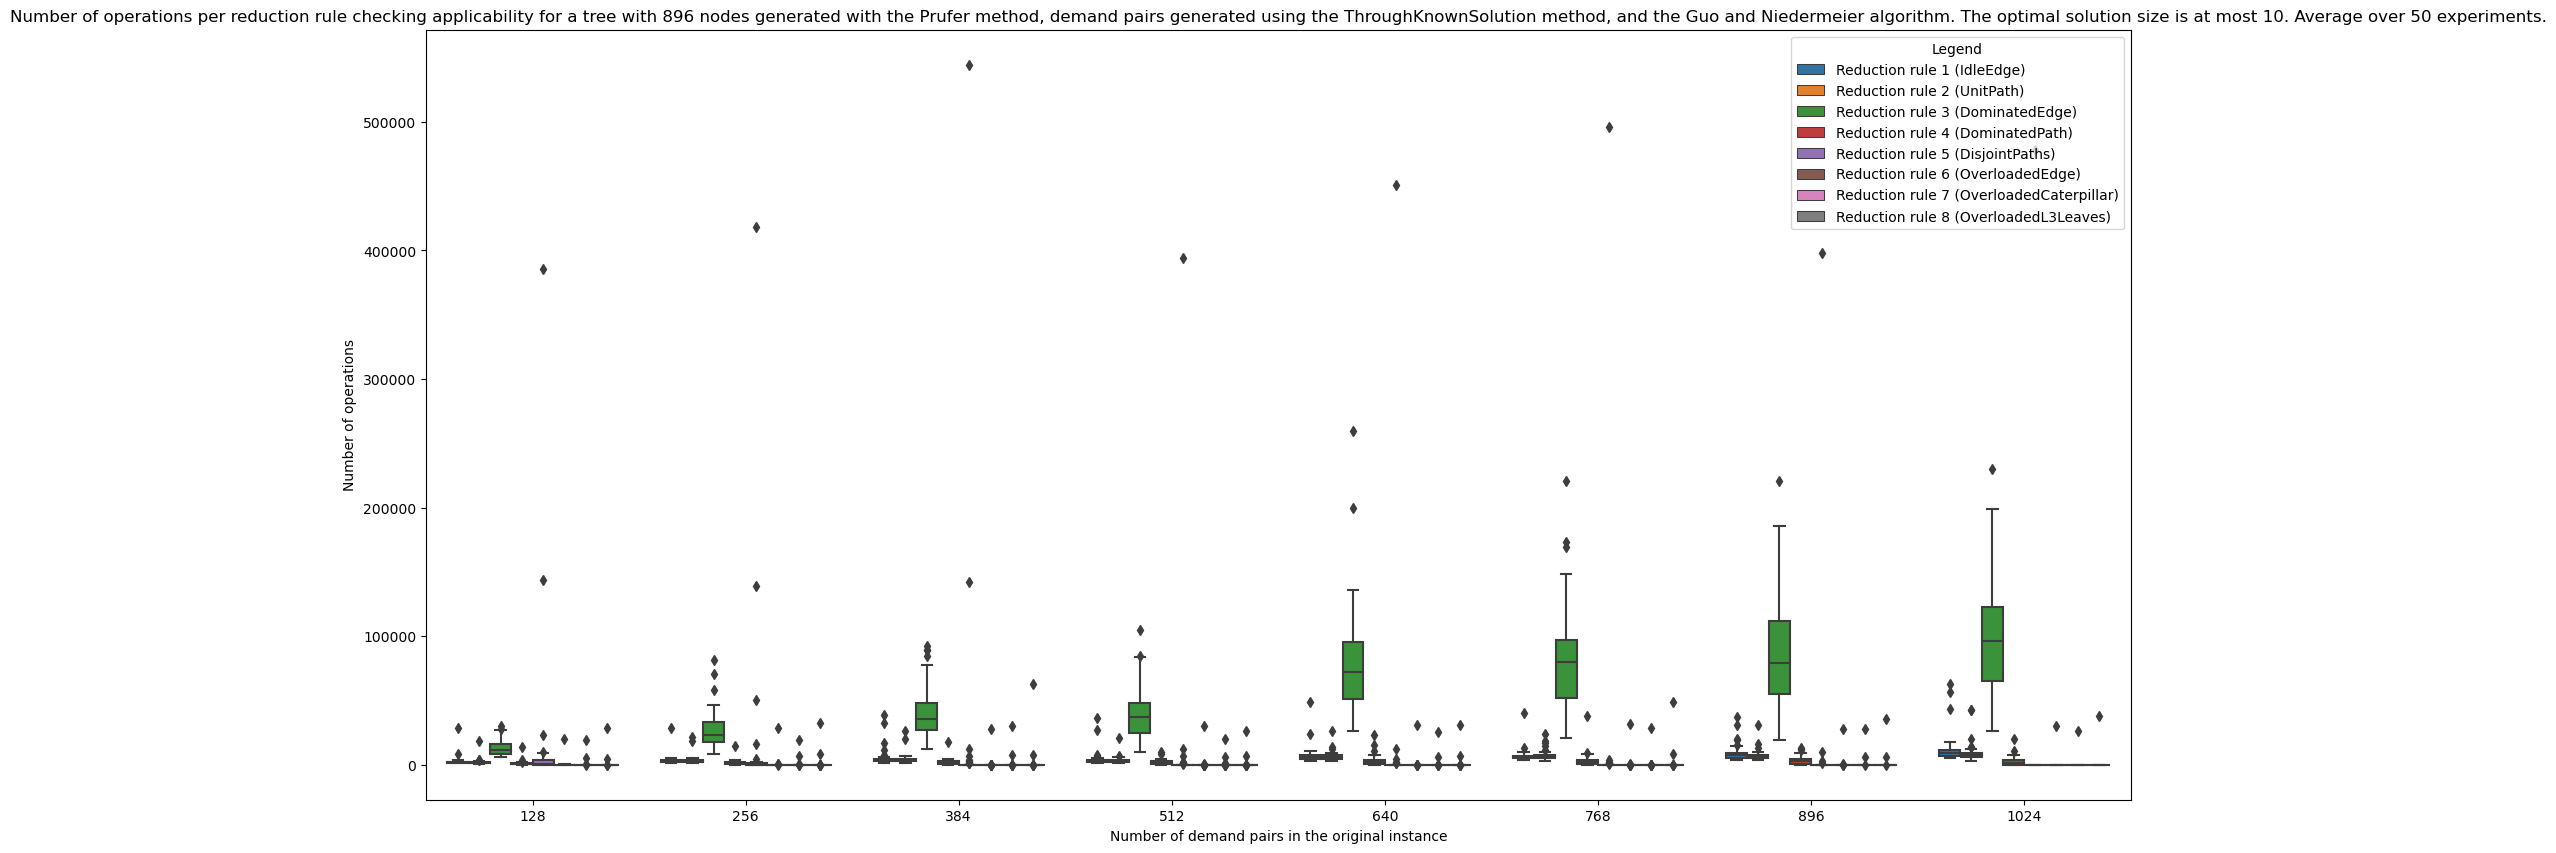 Number of operations per reduction rule checking applicability for a tree with 896 nodes generated with the Prufer method, demand pairs generated using the ThroughKnownSolution method, and the Guo and Niedermeier algorithm. The optimal solution size is at most 10. Average over 50 experiments.
Legend
Reduction rule 1 (IdleEdge)
Reduction rule 2 (UnitPath)
Reduction rule 3 (DominatedEdge)
Reduction rule 4 (DominatedPath)
Reduction rule 5 (DisjointPaths)
Reduction rule 6 (OverloadedEdge)
Reduction rule 7 (OverloadedCaterpillar)
Reduction rule 8 (OverloadedL3Leaves)
Number of operations
500000
400000
300000
200000
100000
0
128 256 384 512 640 768 896 1024
Number of demand pairs in the original instance